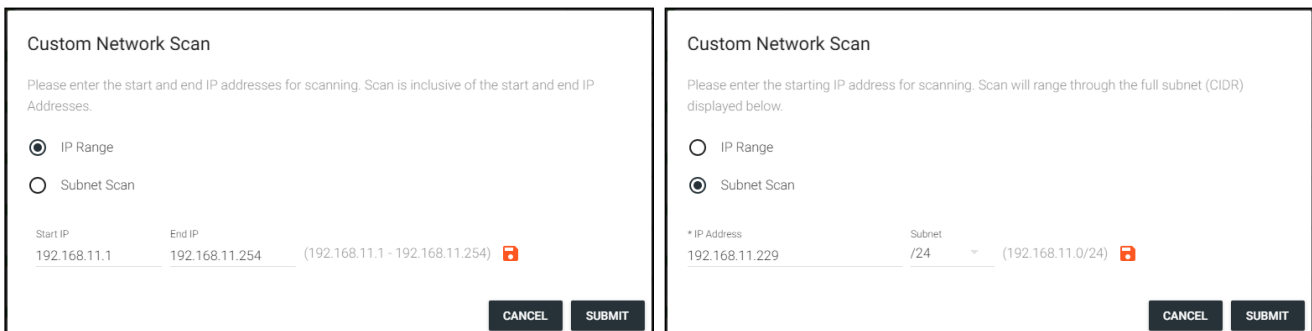 Custom Network Scan
Please enter the start and end IP addresses for scanning. Scan is inclusive of the start and end IP
Addresses.
IP Range
Subnet Scan
Start IP
End IP
192.168.11.1
192.168.11.254
(192.168.11.1 - 192.168.11.254)
CANCEL
SUBMIT
Custom Network Scan
Please enter the starting IP address for scanning. Scan will range through the full subnet (CIDR)
displayed below.
IP Range
Subnet Scan
* IP Address
Subnet
192.168.11.229
/24
(192.168.11.0/24)
CANCEL
SUBMIT